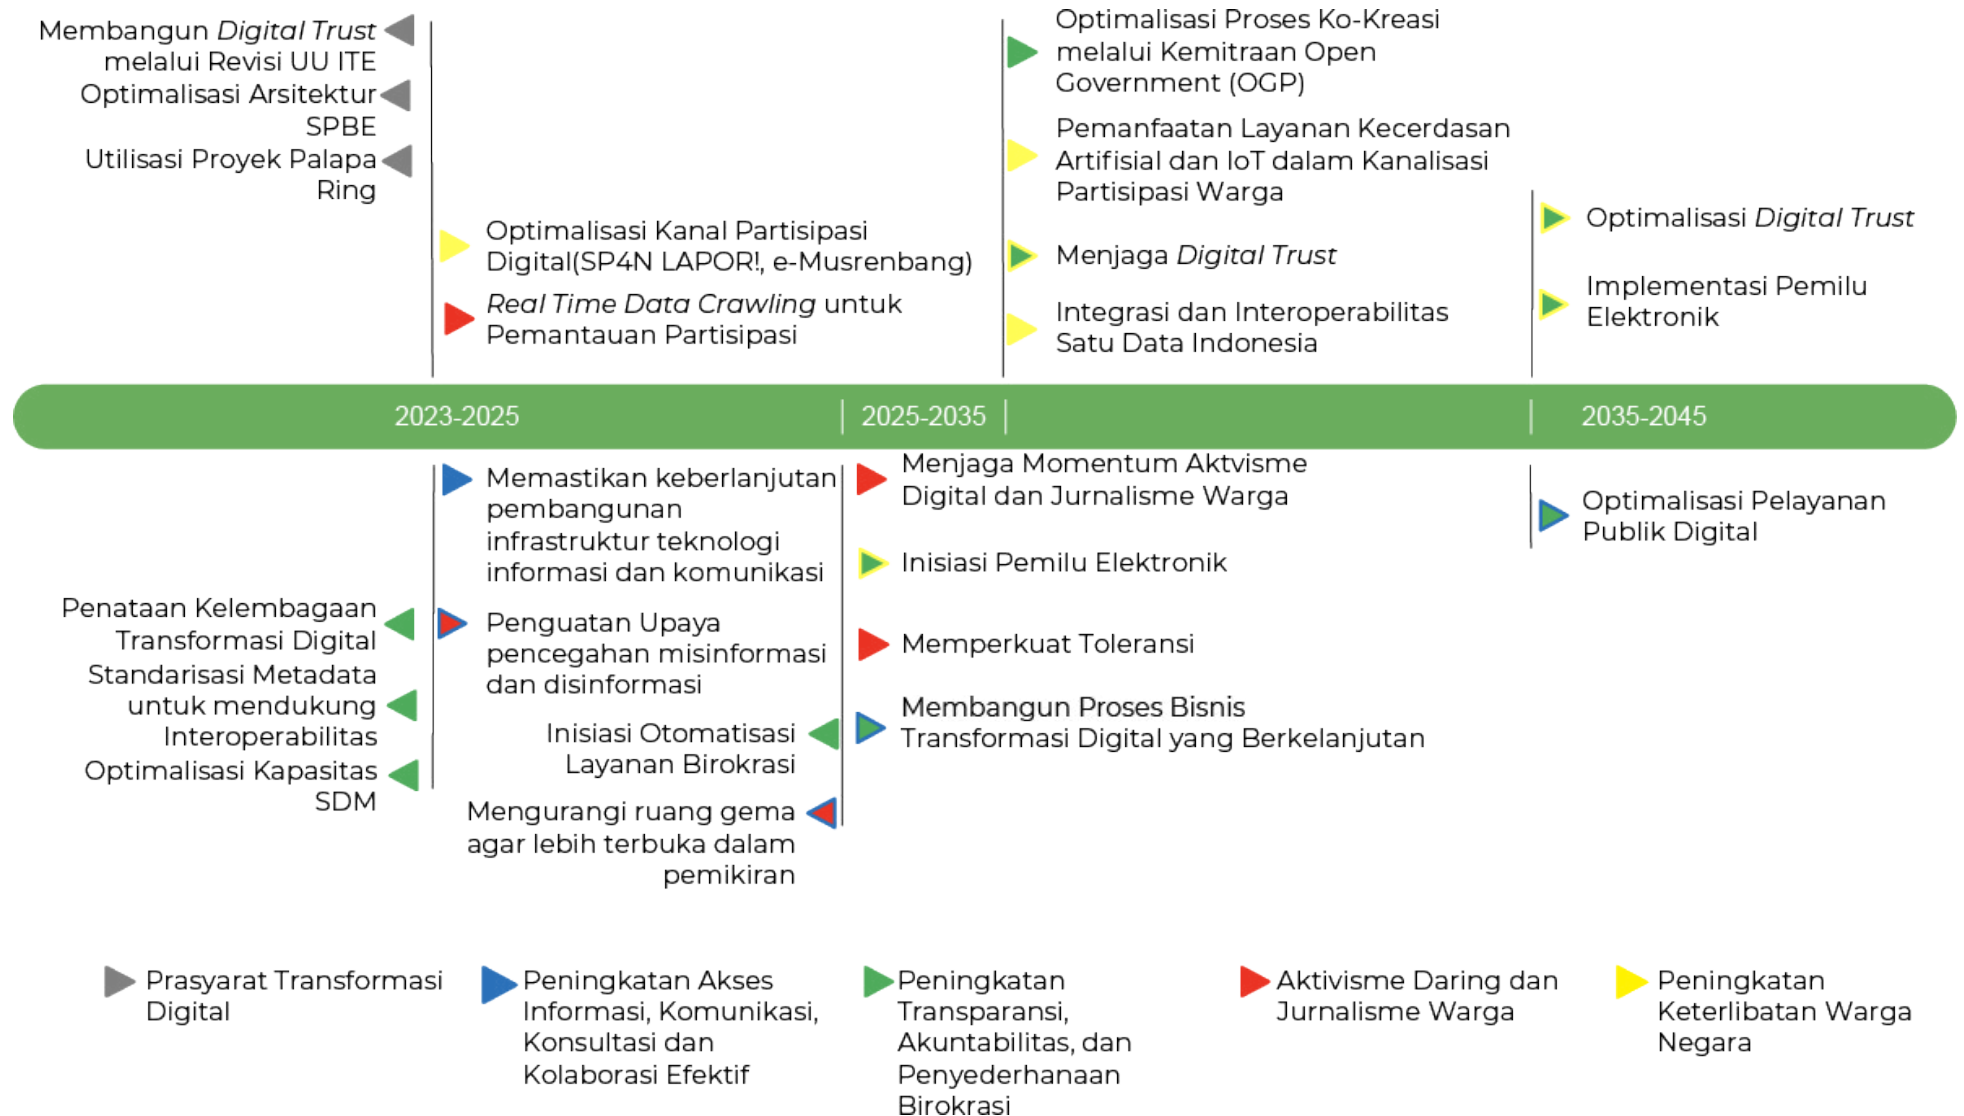 Membangun Digital Trust
melalui Revisi UU ITE
Optimalisasi Arsitektur
SPBE
Utilisasi Proyek Palapa
Ring
Optimalisasi Kanal Partisipasi
Digital(SP4N LAPOR!, e-Musrenbang)
Real Time Data Crawling untuk
Pemantauan Partisipasi
Optimalisasi Proses Ko-Kreasi
melalui Kemitraan Open
Government (OGP)
Pemanfaatan Layanan Kecerdasan
Artifisial dan IoT dalam Kanalisasi
Partisipasi Warga
Menjaga Digital Trust
Integrasi dan Interoperabilitas
Satu Data Indonesia
Optimalisasi Digital Trust
Implementasi Pemilu
Elektronik
2023-2025
2025-2035
2035-2045
Penataan Kelembagaan
Transformasi Digital
Standarisasi Metadata
untuk mendukung
Interoperabilitas
Optimalisasi Kapasitas
SDM
Memastikan keberlanjutan
pembangunan
infrastruktur teknologi
informasi dan komunikasi
Penguatan Upaya
pencegahan misinformasi
dan disinformasi
Inisiasi Otomatisasi
Layanan Birokrasi
Mengurangi ruang gema
agar lebih terbuka dalam
pemikiran
Menjaga Momentum Aktvisme
Digital dan Jurnalisme Warga
Inisiasi Pemilu Elektronik
Memperkuat Toleransi
Membangun Proses Bisnis
Transformasi Digital yang Berkelanjutan
Optimalisasi Pelayanan
Publik Digital
Prasyarat Transformasi
Digital
Peningkatan Akses
Informasi, Komunikasi,
Konsultasi dan
Kolaborasi Efektif
Peningkatan
Transparansi,
Akuntabilitas, dan
Penyederhanaan
Birokrasi
Aktivisme Daring dan
Jurnalisme Warga
Peningkatan
Keterlibatan Warga
Negara